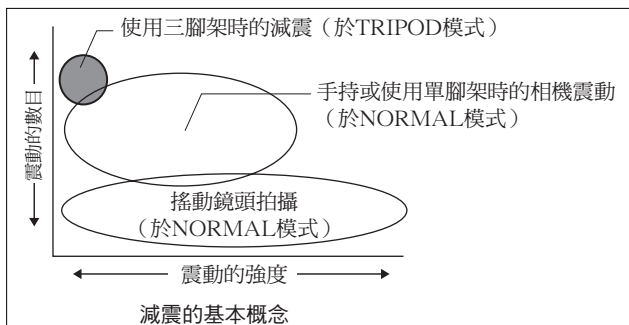 使用三腳架時的減震（於TRIPOD模式）
手持或使用單腳架時的相機震動
（於NORMAL模式）
震動的數目
搖動鏡頭拍攝
（於NORMAL模式）
震動的強度
減震的基本概念